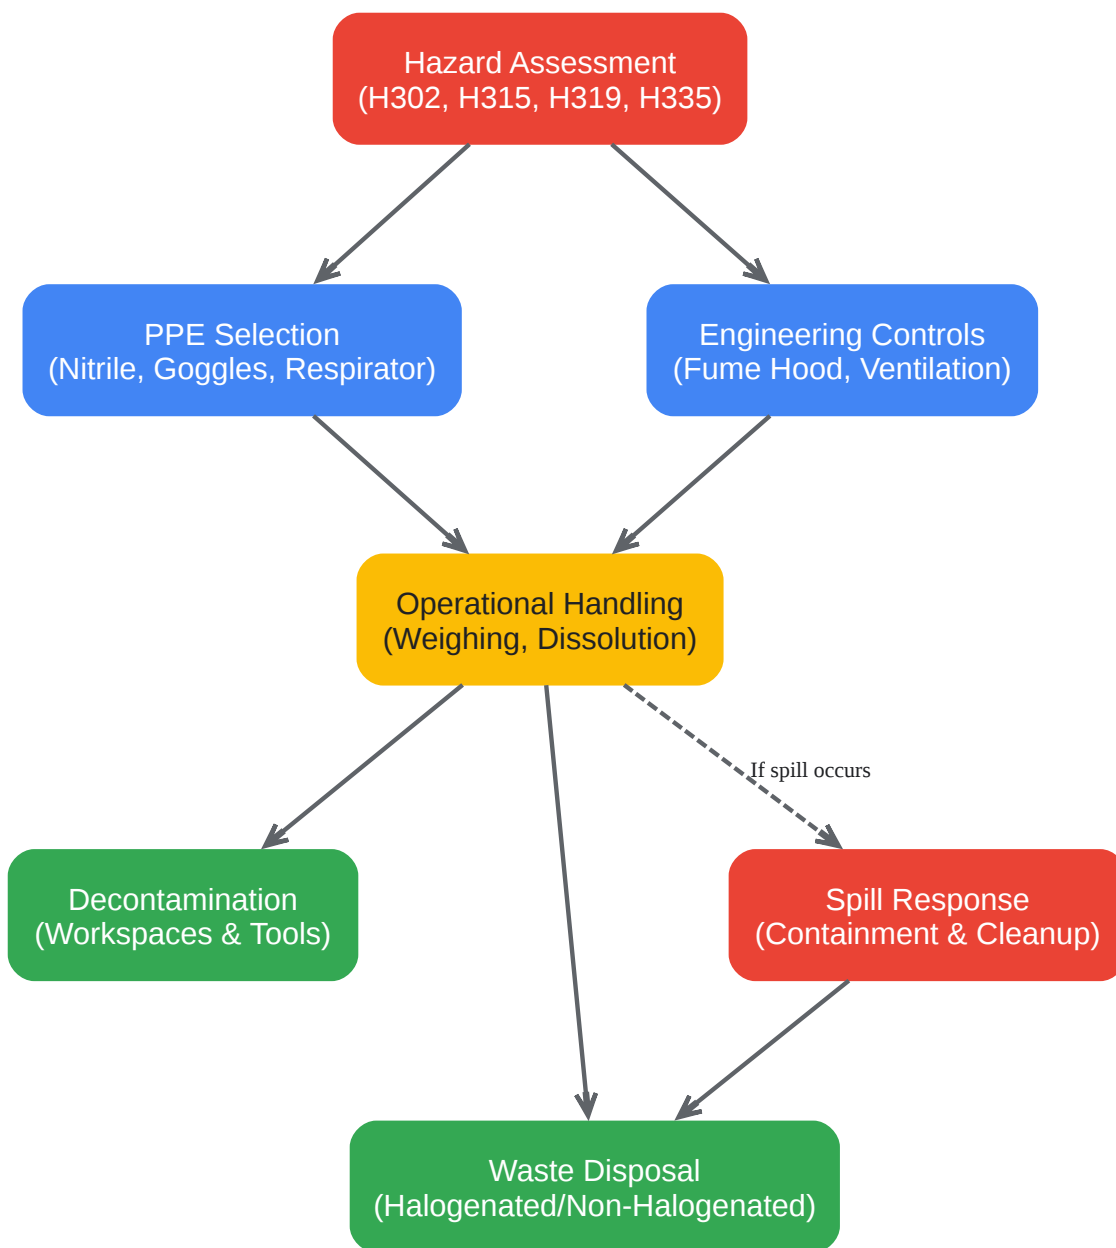 Hazard Assessment
(H302, H315, H319, H335)
PPE Selection
(Nitrile, Goggles, Respirator)
Engineering Controls
(Fume Hood, Ventilation)
Operational Handling
(Weighing, Dissolution)
If spill occurs
Decontamination
(Workspaces & Tools)
Spill Response
(Containment & Cleanup)
Waste Disposal
(Halogenated/Non-Halogenated)